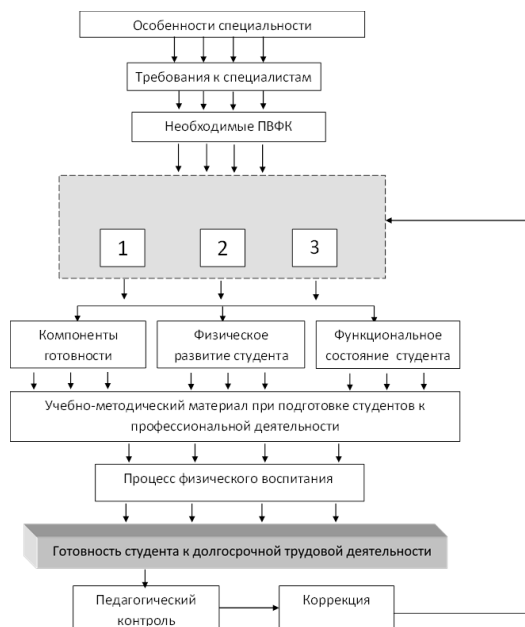 Особенности специальности
Требования к специалистам
Необходимые ПВФК
1 2 3
Компоненты
готовности
Физическое
развитие студента
Функциональное
состояние студента
Учебно-методический материал при подготовке студентов к
профессиональной деятельности
Процесс физического воспитания
Готовность студента к долгосрочной трудовой деятельности
Педагогический
контроль
Коррекция